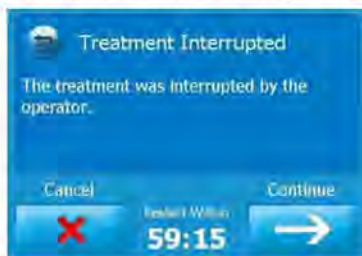 Treatment Interrupted
The treatment was interrupted by the
operator.
Cancel
Continue
Restart Within
59:15